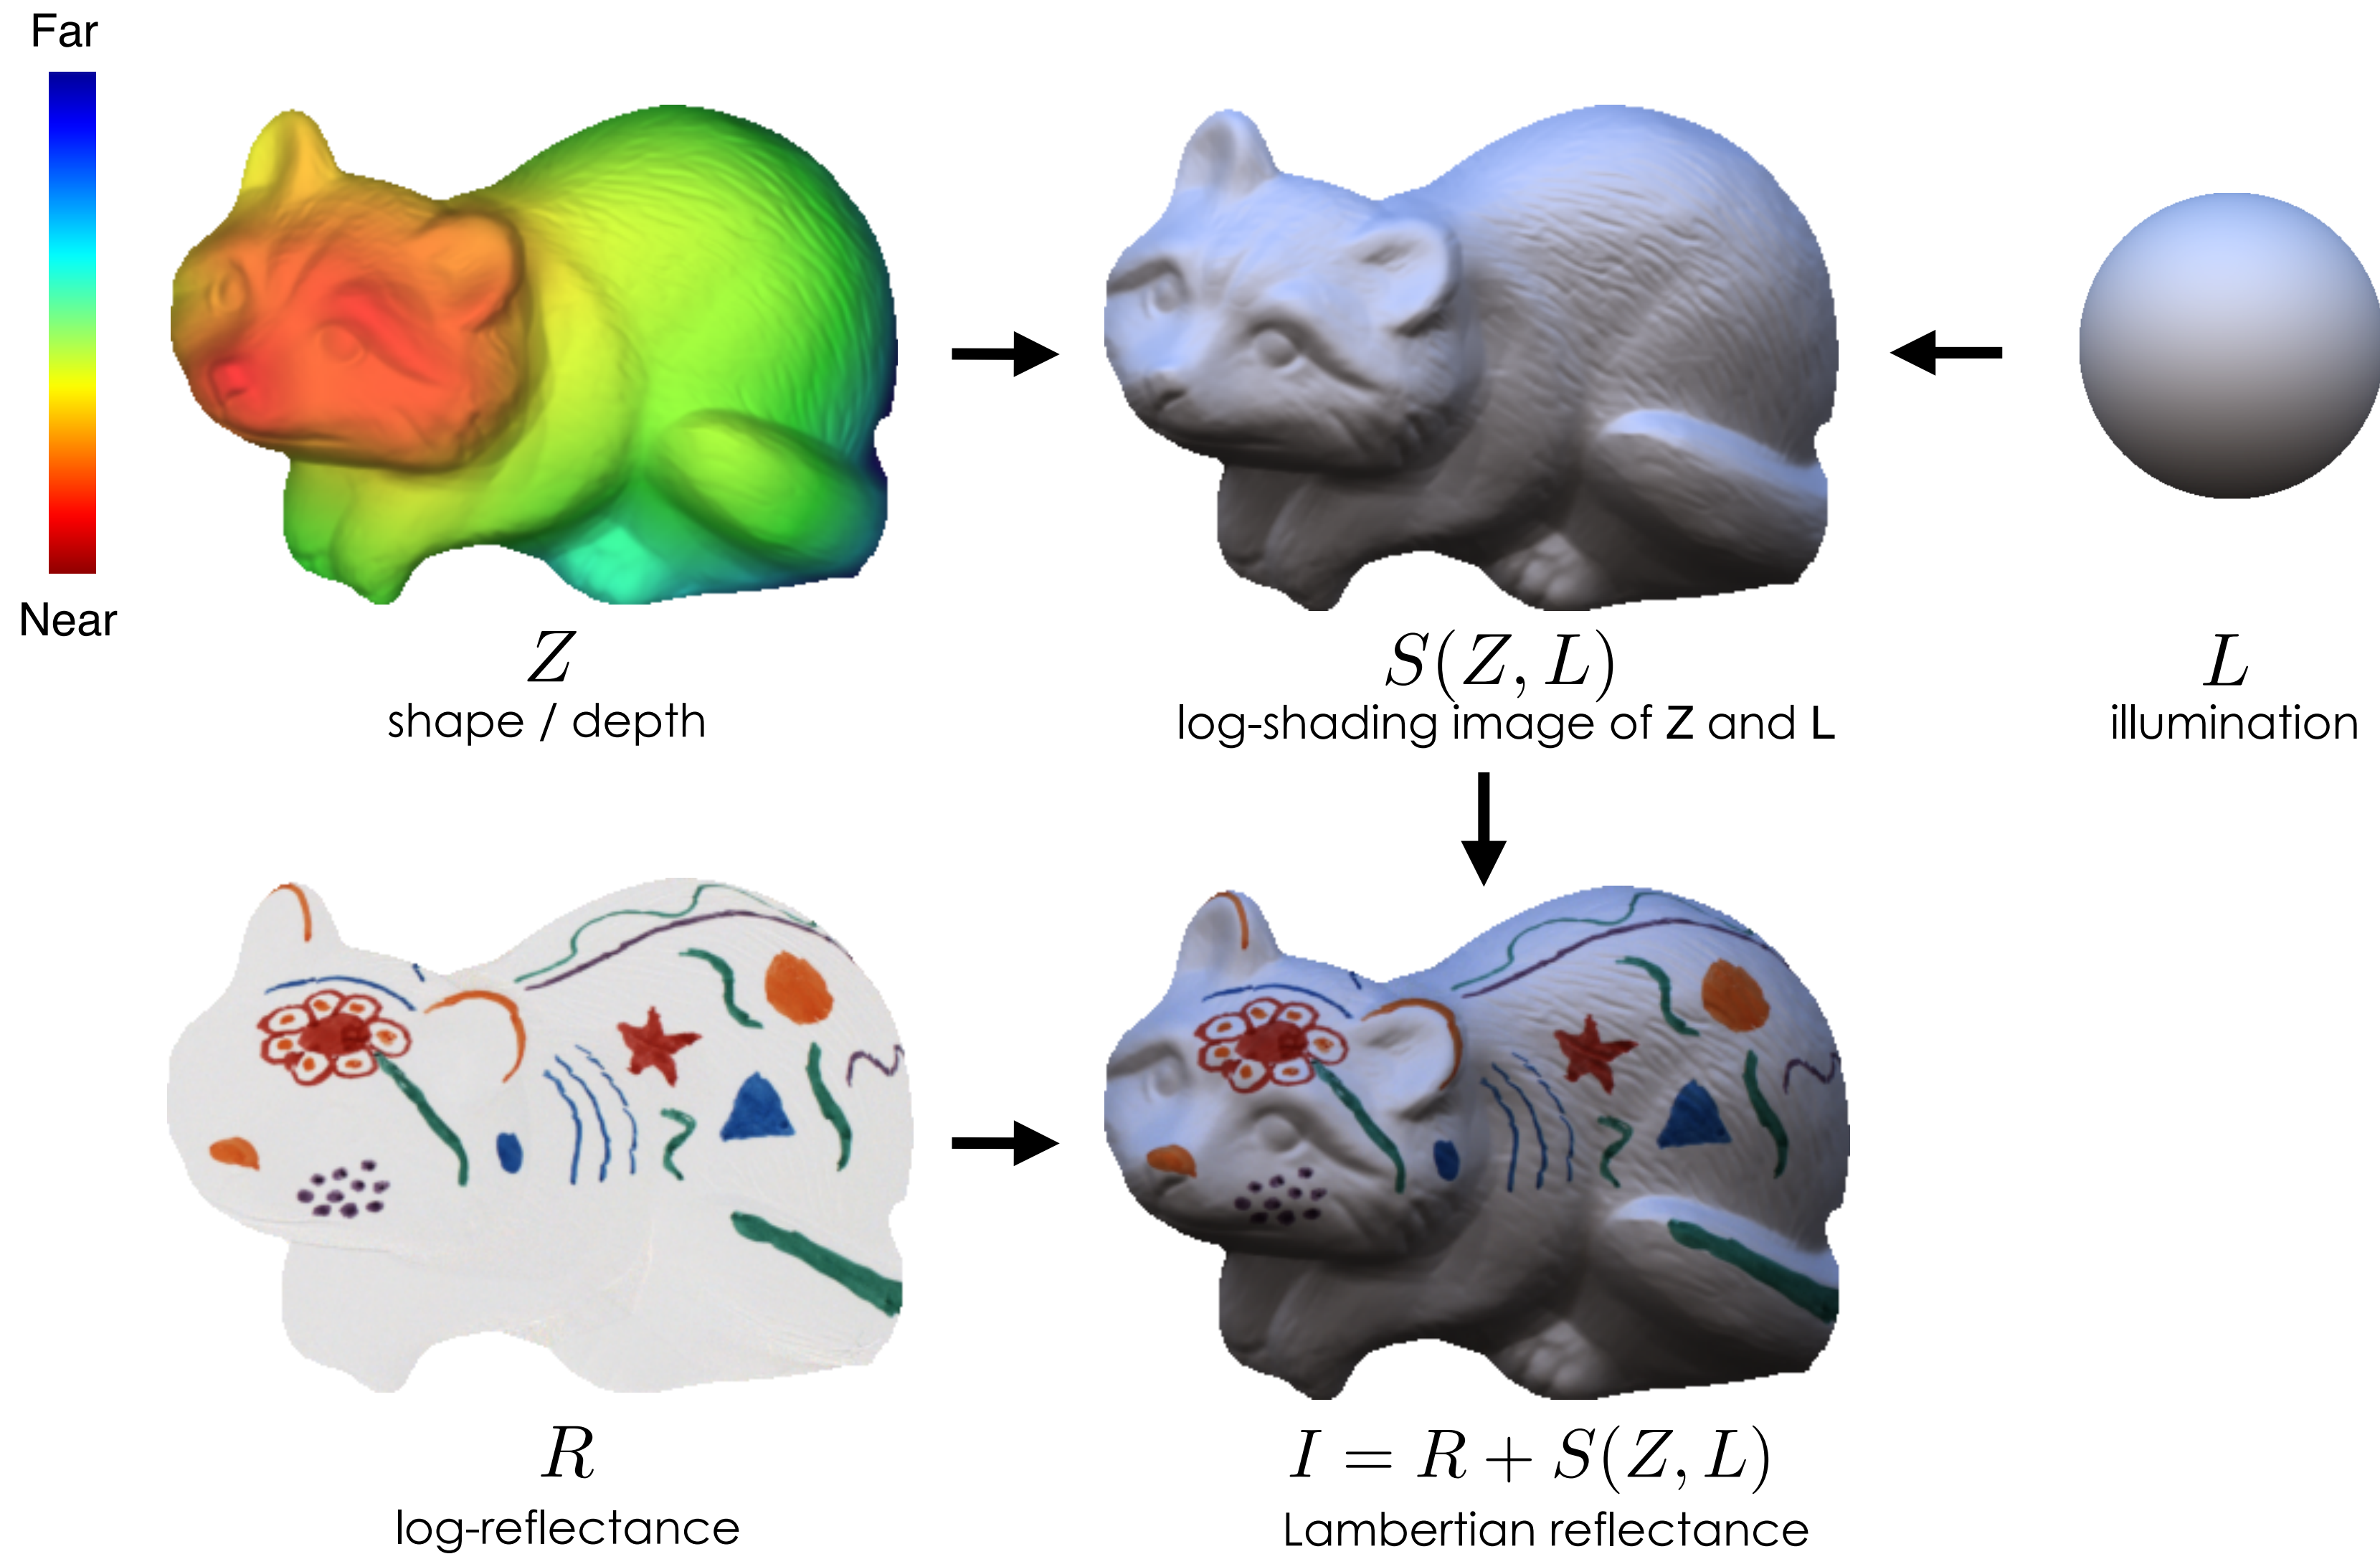 Far
Near
Z
shape / depth
S(Z, L)
log-shading image of Z and L
L
illumination
R
log-reflectance
I = R + S(Z, L)
Lambertian reflectance